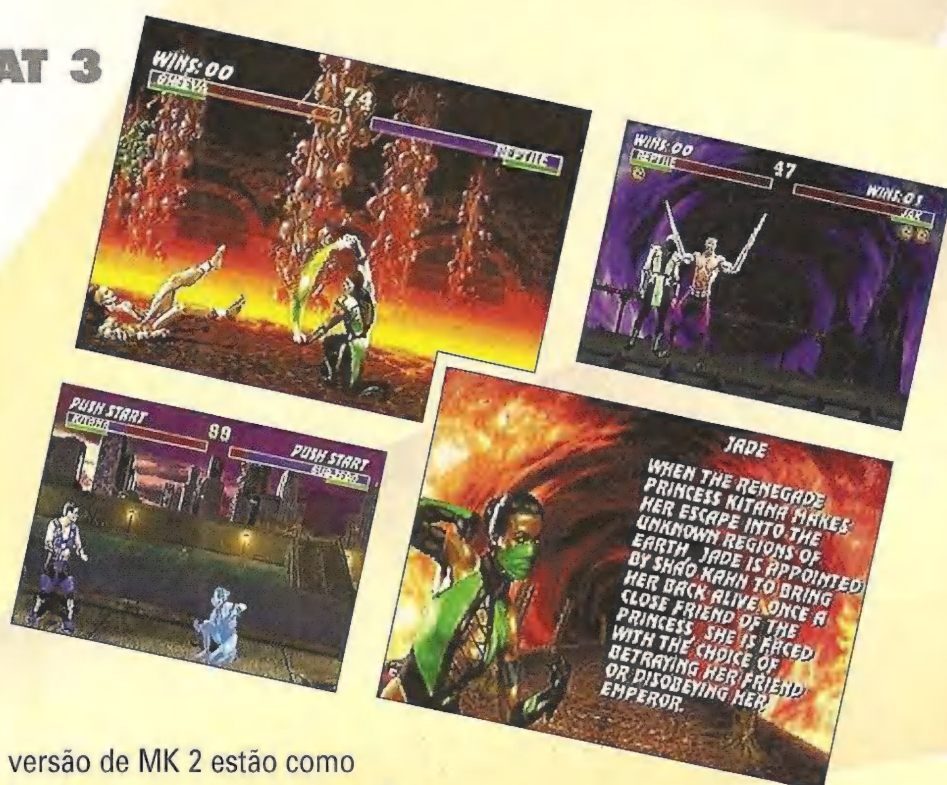 AT 3
WINS: 00
SHEEVA
74
REPTILE
WINS: 00
REPTILE
47
WINS: 03
JAX
PUSH START
KITANA
89
PUSH START
SUB-ZERO
JADE
WHEN THE RENEGADE
PRINCESS KITANA MAKES
HER ESCAPE INTO THE
UNKNOWN REGIONS OF
EARTH, JADE IS APPOINTED
BY SHAO KAHN TO BRING
HER BACK ALIVE. ONCE A
CLOSE FRIEND OF THE
PRINCESS, SHE IS FACED
WITH THE CHOICE OF
BETRAYING HER FRIEND
OR DISOBEYING HER
EMPEROR.
versão de MK 2 estão como